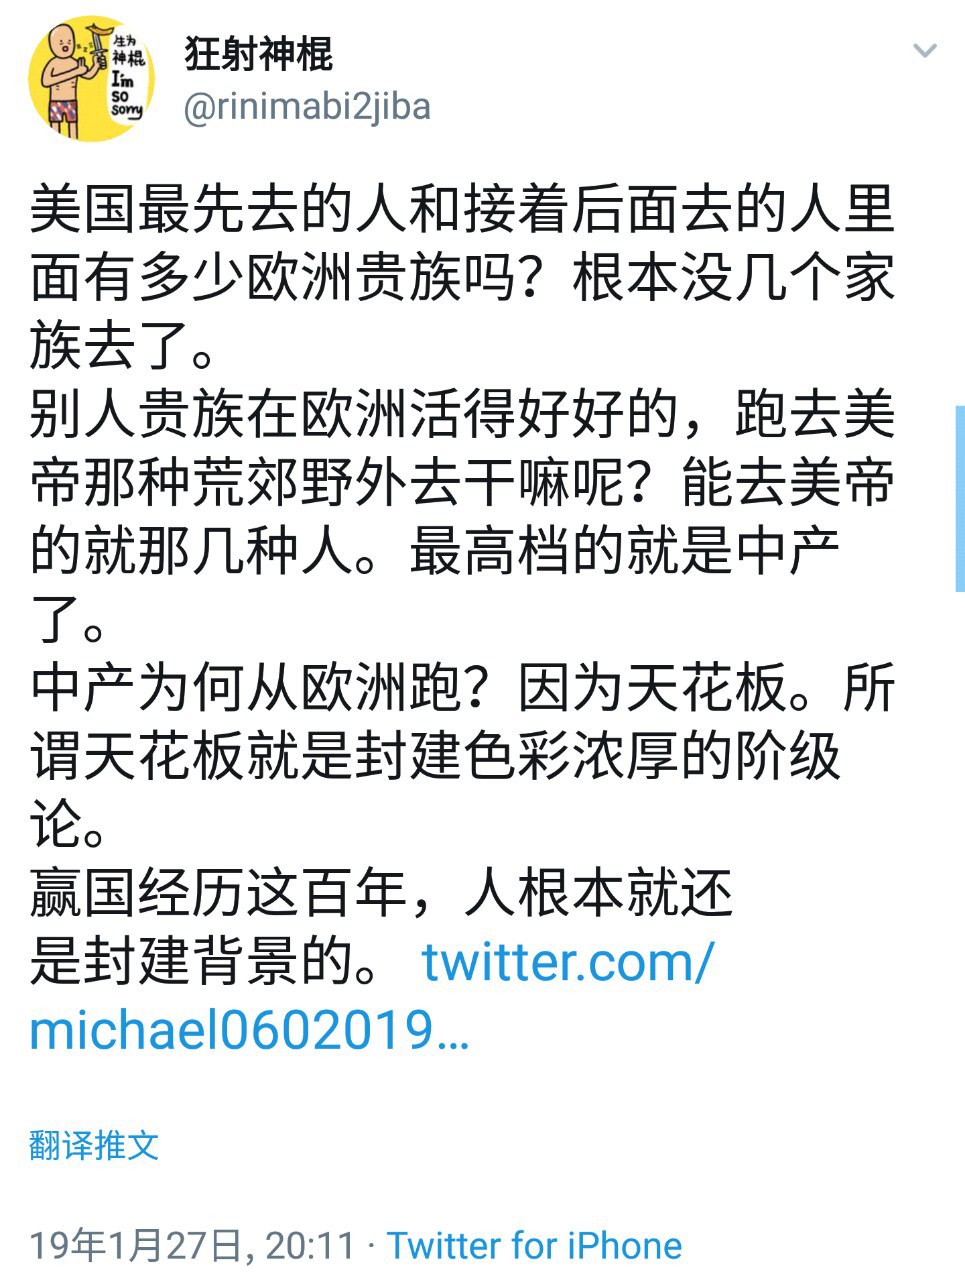 生为
神棍
I'm
so
sorry
狂射神棍
@rinimabi2jiba
美国最先去的人和接着后面去的人里
面有多少欧洲贵族吗？根本没几个家
族去了。
别人贵族在欧洲活得好好的，跑去美
帝那种荒郊野外去干嘛呢？能去美帝
的就那几种人。最高档的就是中产
了。
中产为何从欧洲跑？因为天花板。所
谓天花板就是封建色彩浓厚的阶级
论。
赢国经历这百年，人根本就还
是封建背景的。 twitter.com/
michael0602019…
翻译推文
19年1月27日, 20:11 · Twitter for iPhone